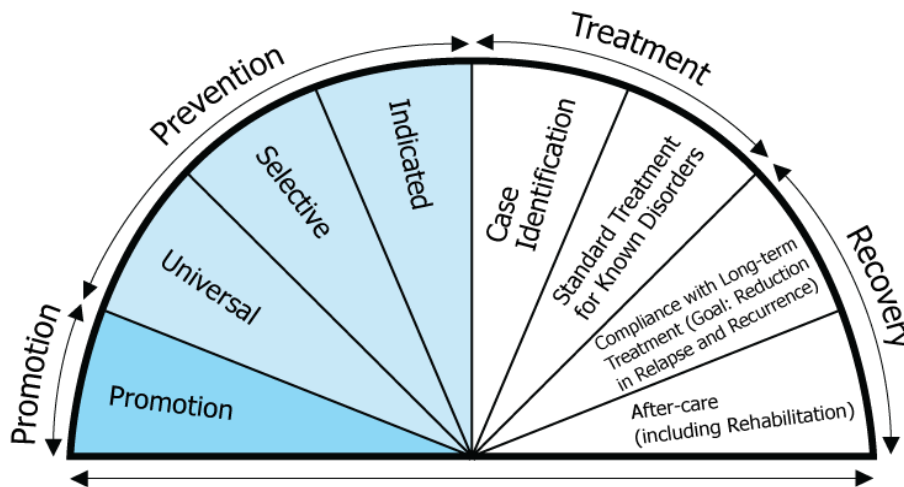 Promotion
Prevention
Treatment
Recovery
Promotion
Universal
Selective
Indicated
Case
Identification
Standard Treatment
for Known Disorders
Compliance with Long-term
Treatment (Goal: Reduction
in Relapse and Recurrence)
After-care
(including Rehabilitation)